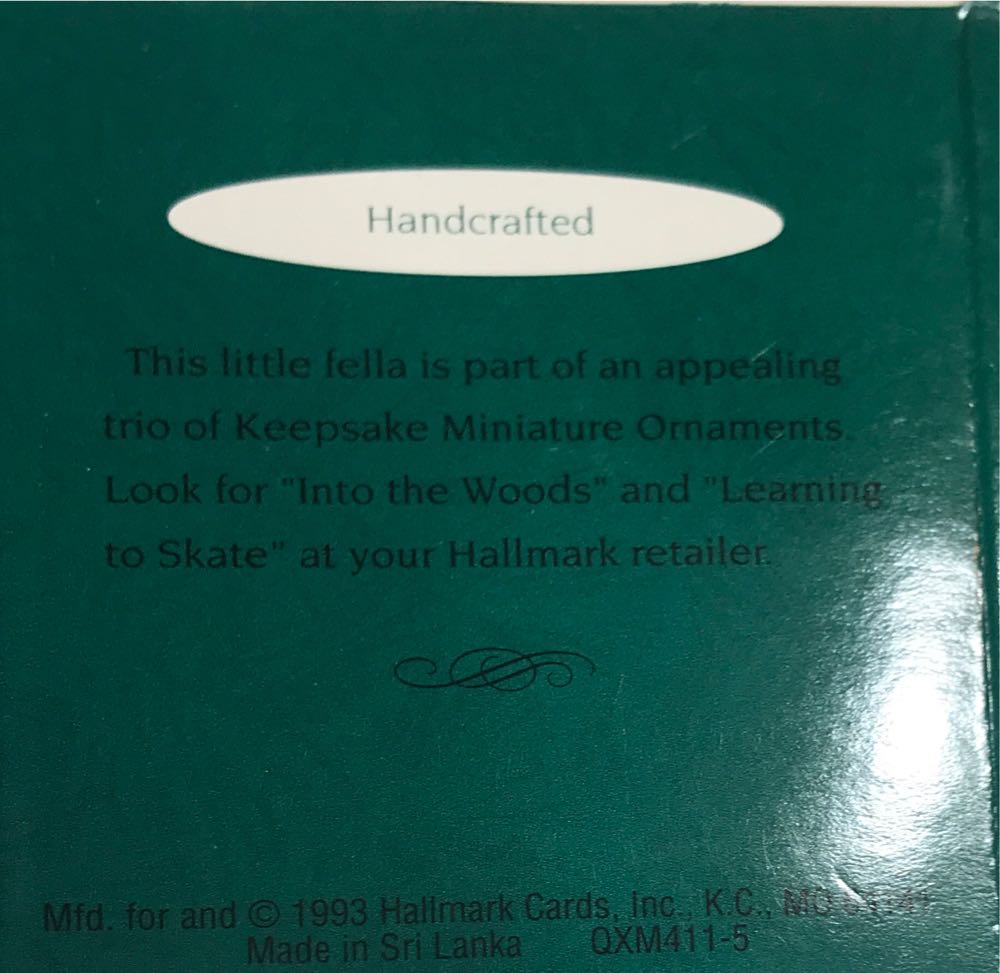 Handcrafted
This little fella is part of an appealing
trio of Keepsake Miniature Ornaments.
Look for "Into the Woods" and "Learning
to Skate" at your Hallmark retailer.
Mfd. for and © 1993 Hallmark Cards, Inc., K.C., MO
Made in Sri Lanka QXM411-5